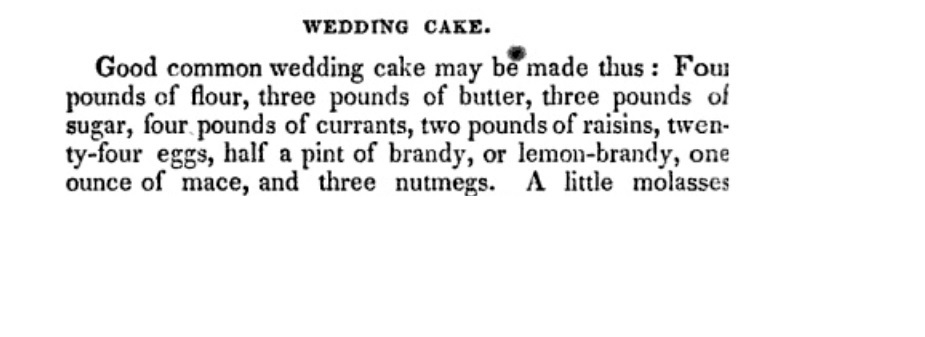 WEDDING CAKE.
Good common wedding cake may be made thus : Four
pounds of flour, three pounds of butter, three pounds of
sugar, four pounds of currants, two pounds of raisins, twen-
ty-four eggs, half a pint of brandy, or lemon-brandy, one
ounce of mace, and three nutmegs. A little molasses